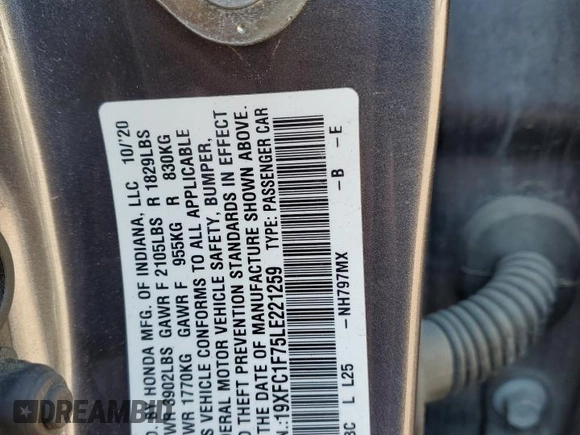 BY HONDA MFG. OF INDIANA, LLC 10/'20
3902LBS GAWR F 2105LBS R 1829LBS
WR 1770KG GAWR F 955KG R 830KG
VEHICLE CONFORMS TO ALL APPLICABLE
MOTOR VEHICLE SAFETY, BUMPER,
THEFT PREVENTION STANDARDS IN EFFECT
THE DATE OF MANUFACTURE SHOWN ABOVE.
N.:19XFC1F75LE221259 TYPE: PASSENGER CAR
L L25 —NH797MX —B —E
DREAMBID